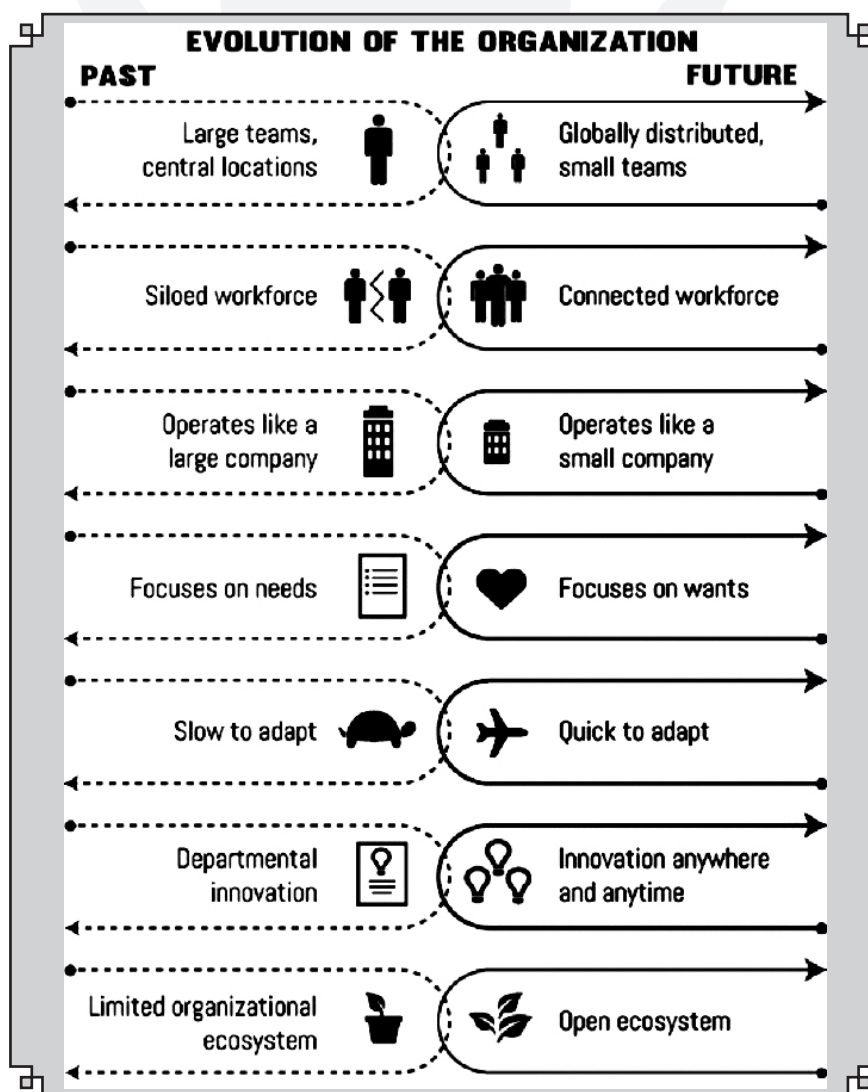 EVOLUTION OF THE ORGANIZATION
PAST
FUTURE
Large teams,
central locations
Globally distributed,
small teams
Siloed workforce
Connected workforce
Operates like a
large company
Operates like a
small company
Focuses on needs
Focuses on wants
Slow to adapt
Quick to adapt
Departmental
innovation
Innovation anywhere
and anytime
Limited organizational
ecosystem
Open ecosystem